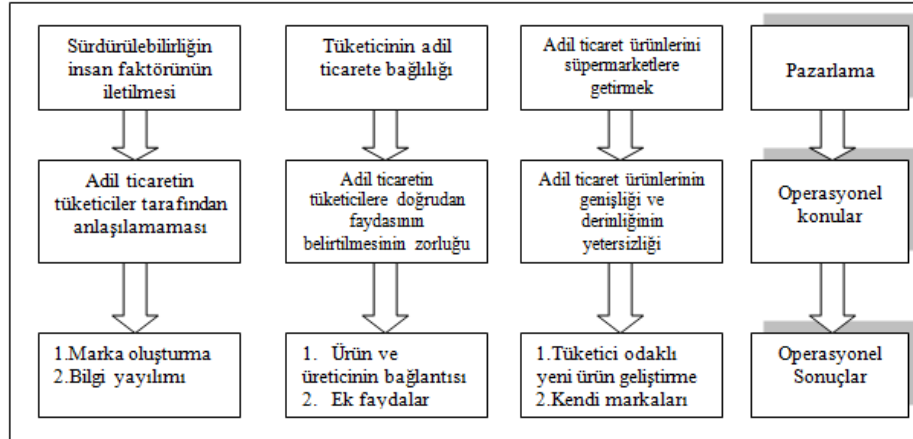 Sürdürülebilirliğin
insan faktörünün
iletilmesi
Tüketicinin adil
ticarete bağlılığı
Adil ticaret ürünlerini
süpermarketlere
getirmek
Pazarlama
Adil ticaretin
tüketiciler tarafından
anlaşılamaması
Adil ticaretin
tüketicilere doğrudan
faydasının
belirtilmesinin zorluğu
Adil ticaret ürünlerinin
genişliği ve
derinliğinin
yetersizliği
Operasyonel
konular
1.Marka oluşturma
2.Bilgi yayılımı
1. Ürün ve
üreticinin bağlantısı
2. Ek faydalar
1.Tüketici odaklı
yeni ürün geliştirme
2.Kendi markaları
Operasyonel
Sonuçlar